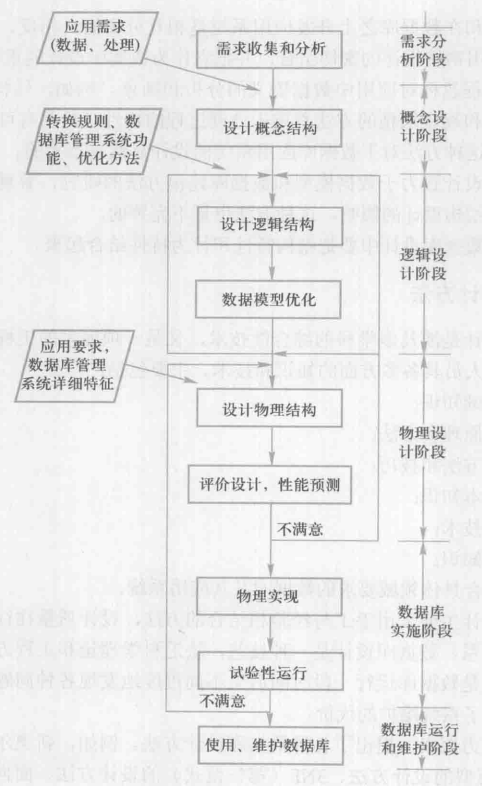 应用需求
(数据、处理)
需求收集和分析
需求分
析阶段
转换规则、数
据库管理系统功
能、优化方法
设计概念结构
概念设
计阶段
设计逻辑结构
逻辑设
计阶段
数据模型优化
应用要求,
数据库管理
系统详细特征
设计物理结构
物理设
计阶段
评价设计,性能预测
不满意
物理实现
数据库
实施阶段
试验性运行
不满意
使用、维护数据库
数据库运行
和维护阶段